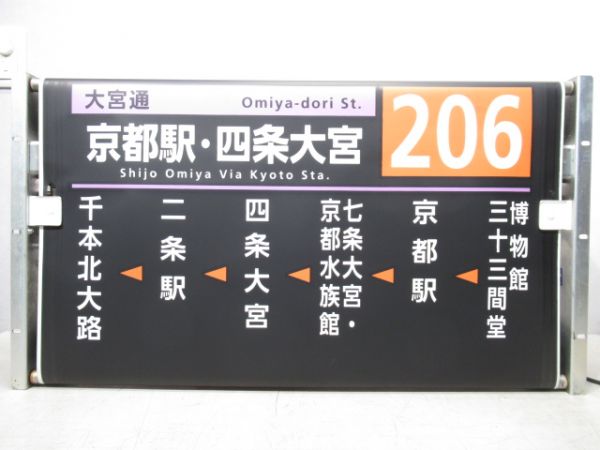 大宮通
Omiya-dori St.
206
京都駅・四条大宮
Shijo Omiya Via Kyoto Sta.
博物館
三十三間堂
京都駅
七条大宮・
京都水族館
四条大宮
二条駅
千本北大路